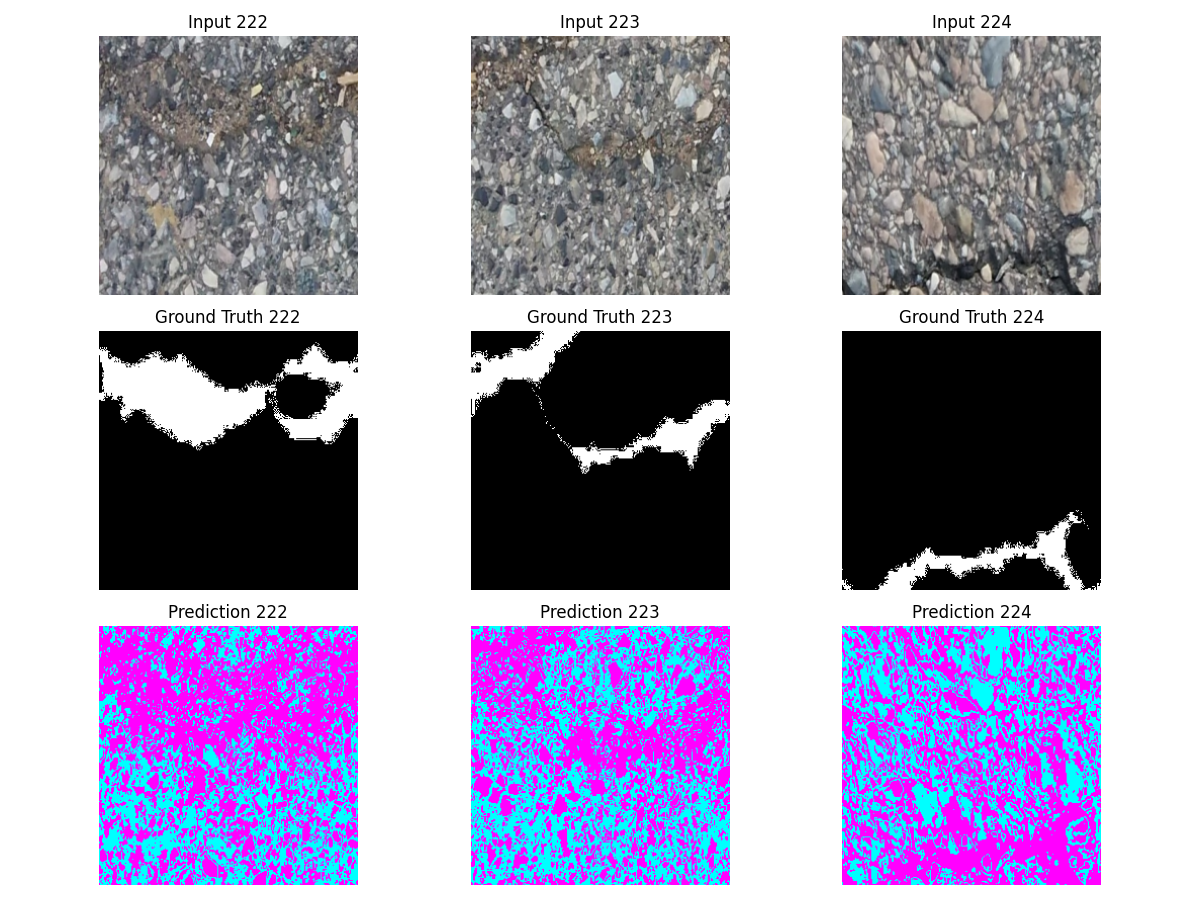 Input 222
Input 223
Input 224
Ground Truth 222
Ground Truth 223
Ground Truth 224
Prediction 222
Prediction 223
Prediction 224